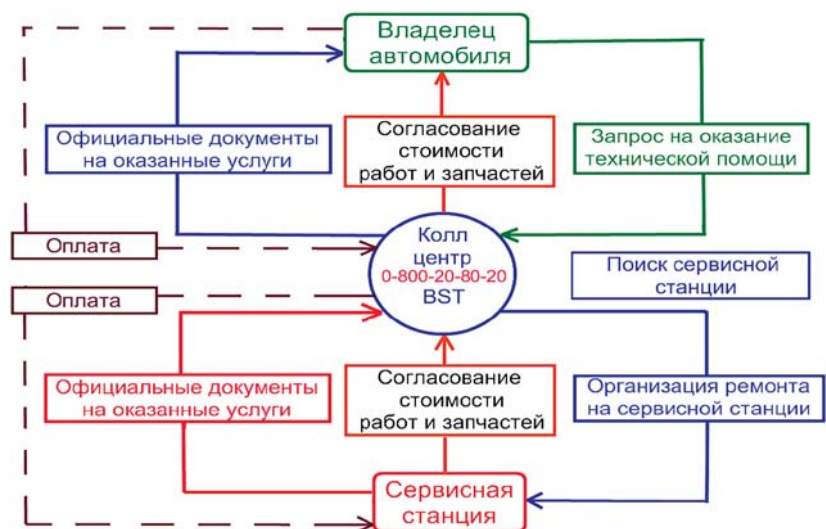 Владелец
автомобиля
Официальные документы
на оказанные услуги
Согласование
стоимости
работ и запчастей
Запрос на оказание
технической помощи
Оплата
Колл
центр
0-800-20-80-20
BST
Поиск сервисной
станции
Оплата
Официальные документы
на оказанные услуги
Согласование
стоимости
работ и запчастей
Организация ремонта
на сервисной станции
Сервисная
станция